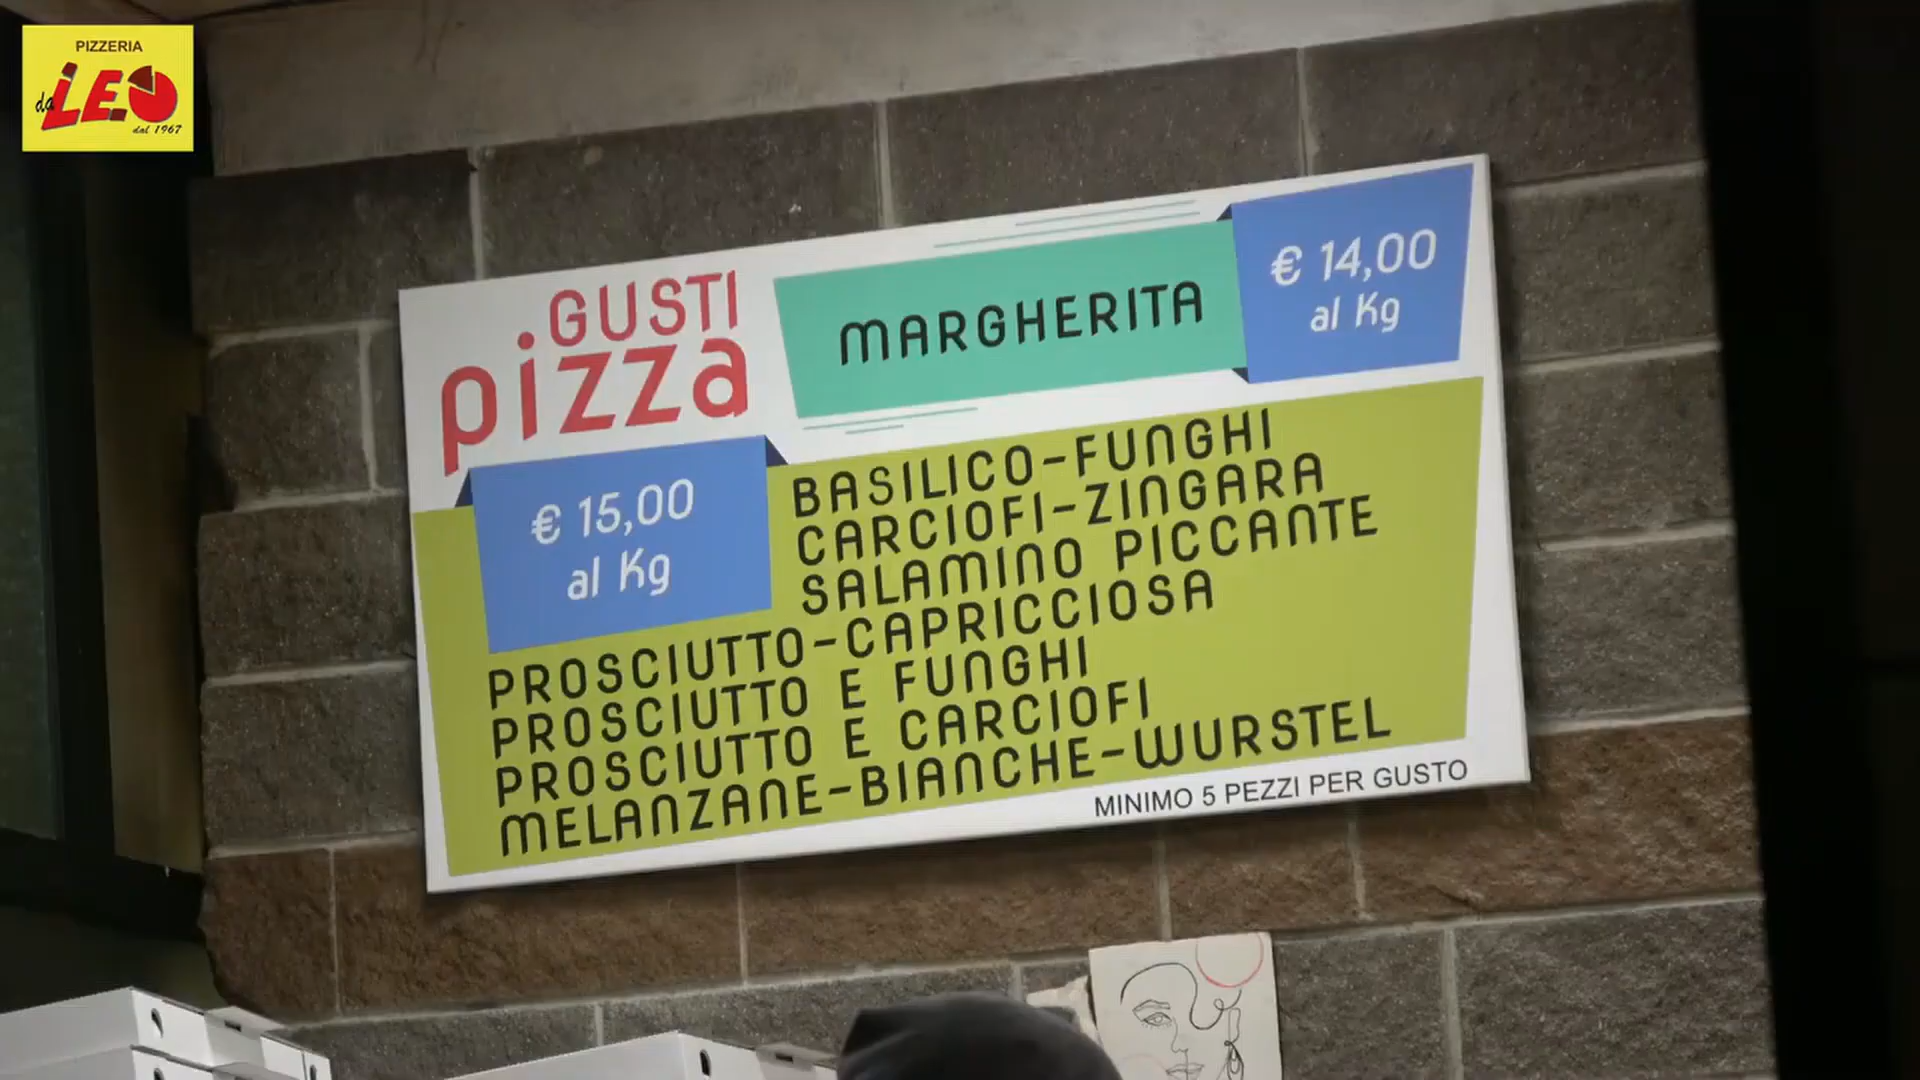 PIZZERIA
da LEO
dal 1967
GUSTI
pizza
MARGHERITA
€ 14,00
al Kg
€ 15,00
al Kg
BASILICO-FUNGHI
CARCIOFI-ZINGARA
SALAMINO PICCANTE
PROSCIUTTO-CAPRICCIOSA
PROSCIUTTO E FUNGHI
PROSCIUTTO E CARCIOFI
MELANZANE-BIANCHE-WURSTEL
MINIMO 5 PEZZI PER GUSTO